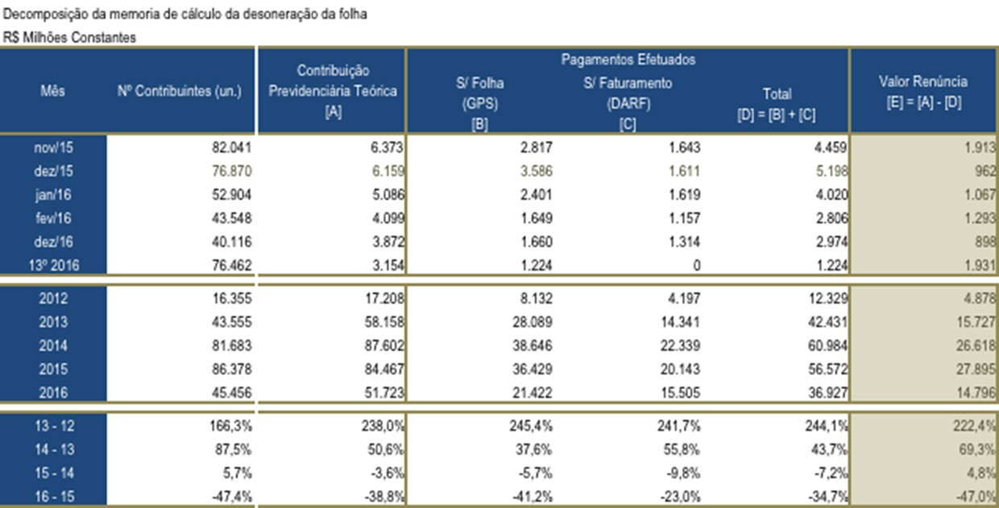 Decomposição da memoria de cálculo da desoneração da folha
R$ Milhões Constantes
Mês Nº Contribuintes (un.) Contribuição Previdenciária Teórica [A] Pagamentos Efetuados S/ Folha (GPS) [B] S/ Faturamento (DARF) [C] Total [D] = [B] + [C] Valor Renúncia [E] = [A] - [D]
nov/15 82.041 6.373 2.817 1.643 4.459 1.913
dez/15 76.870 6.159 3.586 1.611 5.198 962
jan/16 52.904 5.086 2.401 1.619 4.020 1.067
fev/16 43.548 4.099 1.649 1.157 2.806 1.293
dez/16 40.116 3.872 1.660 1.314 2.974 898
13º 2016 76.462 3.154 1.224 0 1.224 1.931
2012 16.355 17.208 8.132 4.197 12.329 4.878
2013 43.555 58.158 28.089 14.341 42.431 15.727
2014 81.683 87.602 38.646 22.339 60.984 26.618
2015 86.378 84.467 36.429 20.143 56.572 27.895
2016 45.456 51.723 21.422 15.505 36.927 14.796
13 - 12 166,3% 238,0% 245,4% 241,7% 244,1% 222,4%
14 - 13 87,5% 50,6% 37,6% 55,8% 43,7% 69,3%
15 - 14 5,7% -3,6% -5,7% -9,8% -7,2% 4,8%
16 - 15 -47,4% -38,8% -41,2% -23,0% -34,7% -47,0%